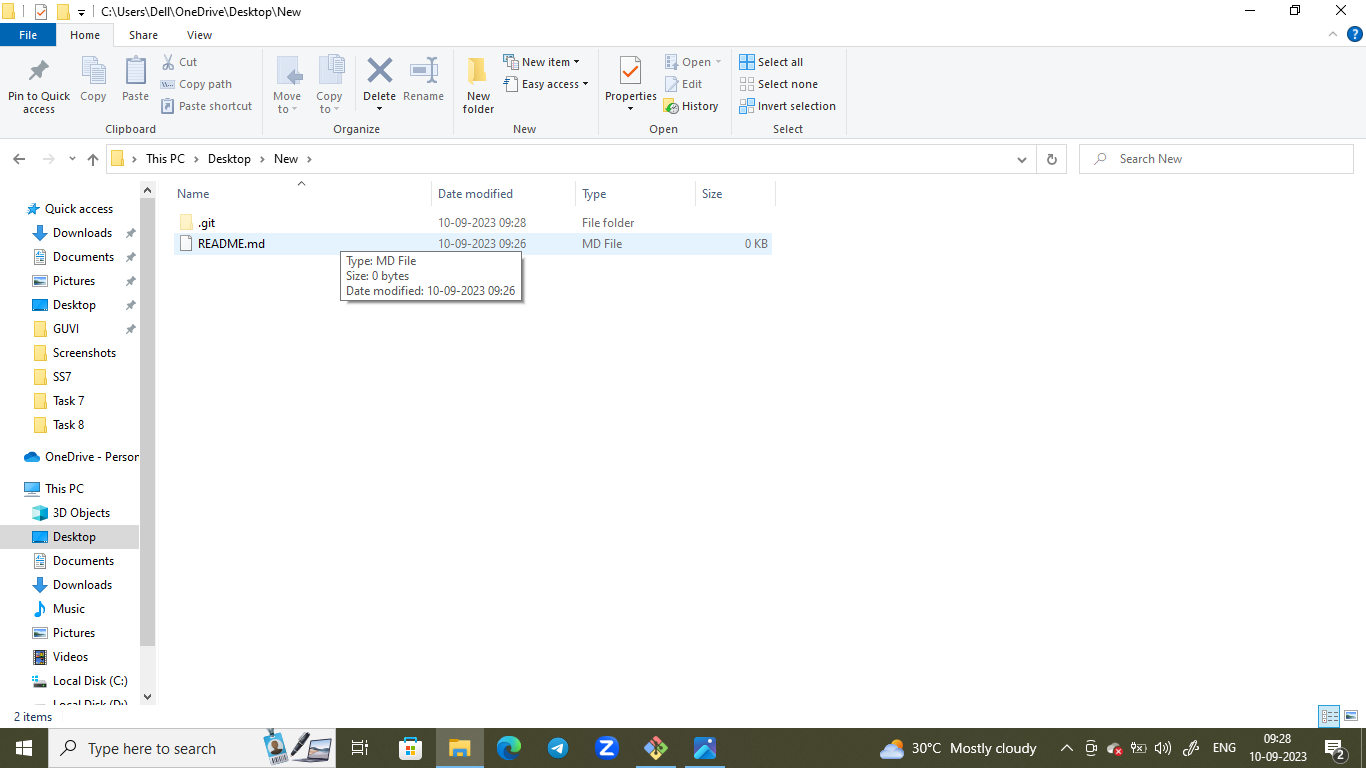 C:\Users\Dell\OneDrive\Desktop\New
File Home Share View
Pin to Quick access
Copy
Paste
Cut
Copy path
Paste shortcut
Clipboard
Move to
Copy to
Delete
Rename
Organize
New folder
New item
Easy access
New
Properties
Open
Edit
History
Open
Select all
Select none
Invert selection
Select
This PC > Desktop > New >
Search New
Name Date modified Type Size
.git 10-09-2023 09:28 File folder
README.md 10-09-2023 09:26 MD File 0 KB
Type: MD File
Size: 0 bytes
Date modified: 10-09-2023 09:26
Quick access
Downloads
Documents
Pictures
Desktop
GUVI
Screenshots
SS7
Task 7
Task 8
OneDrive - Person
This PC
3D Objects
Desktop
Documents
Downloads
Music
Pictures
Videos
Local Disk (C:)
Local Disk (D:)
2 items
Type here to search
30°C Mostly cloudy
ENG
09:28
10-09-2023
2